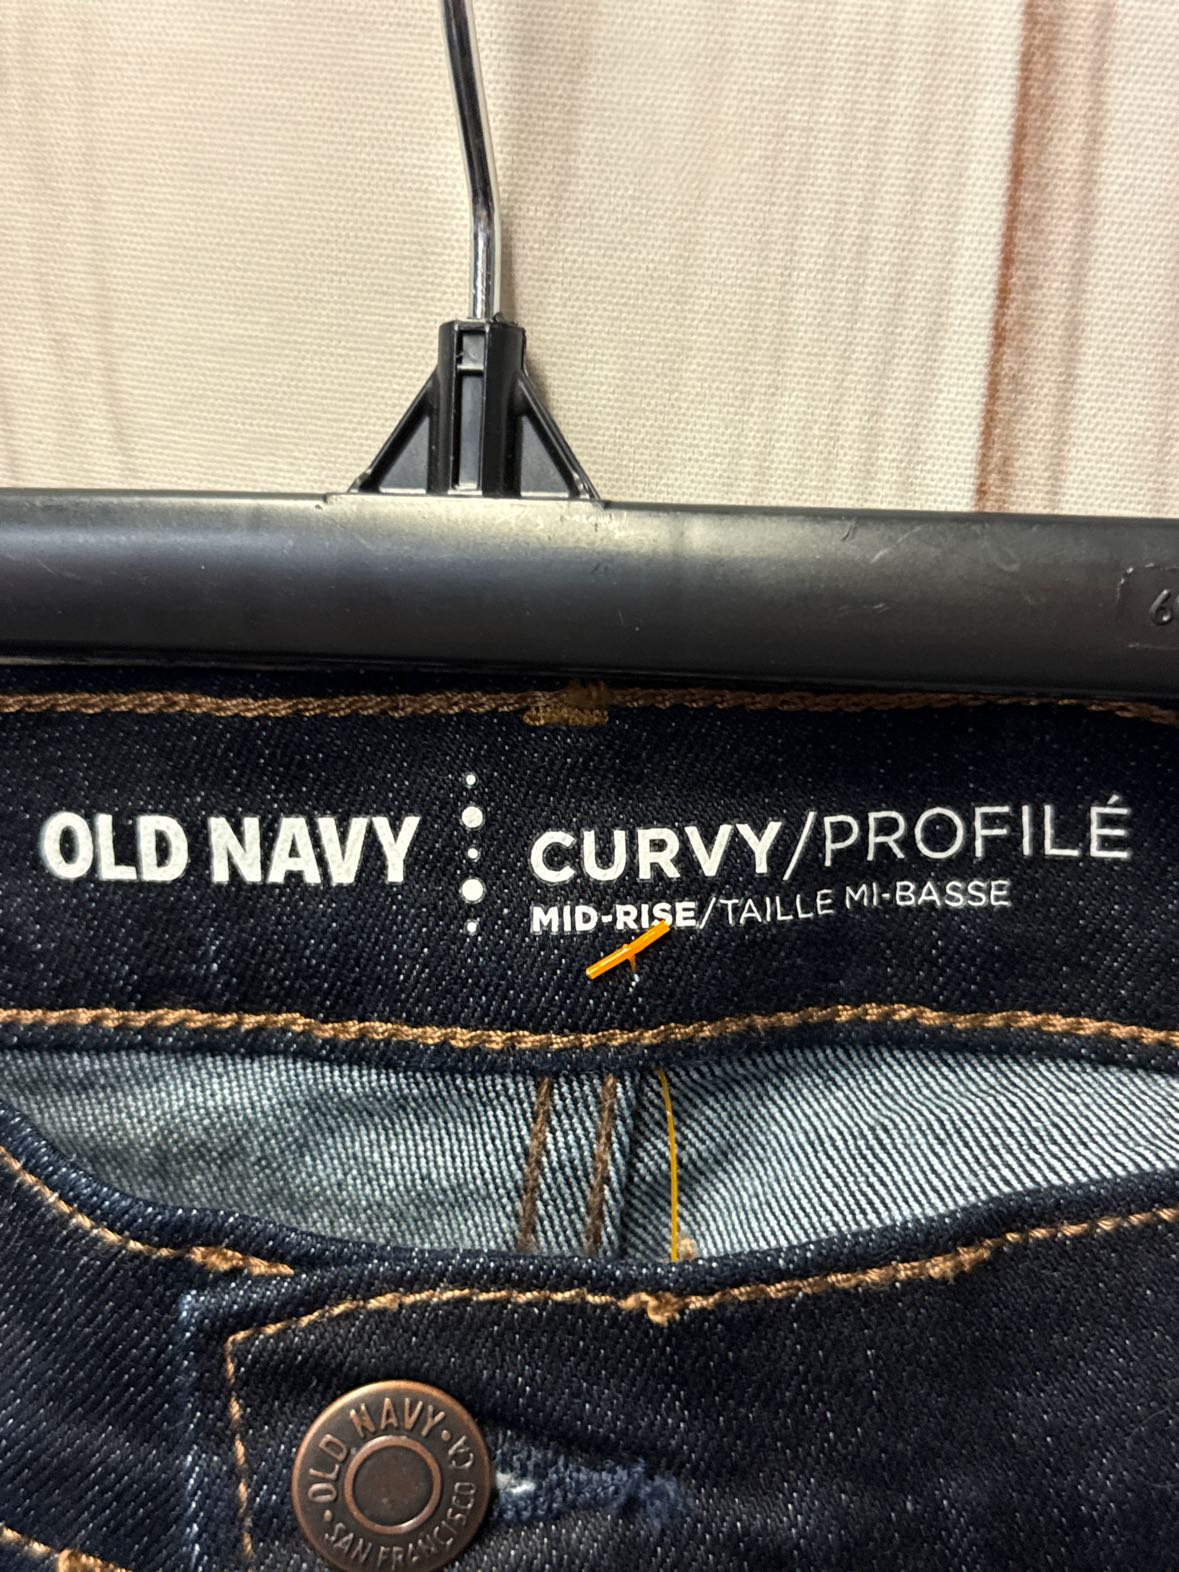 OLD NAVY
CURVY/PROFILÉ
MID-RISE/TAILLE MI-BASSE
OLD NAVY • SAN FRANCISCO CA •